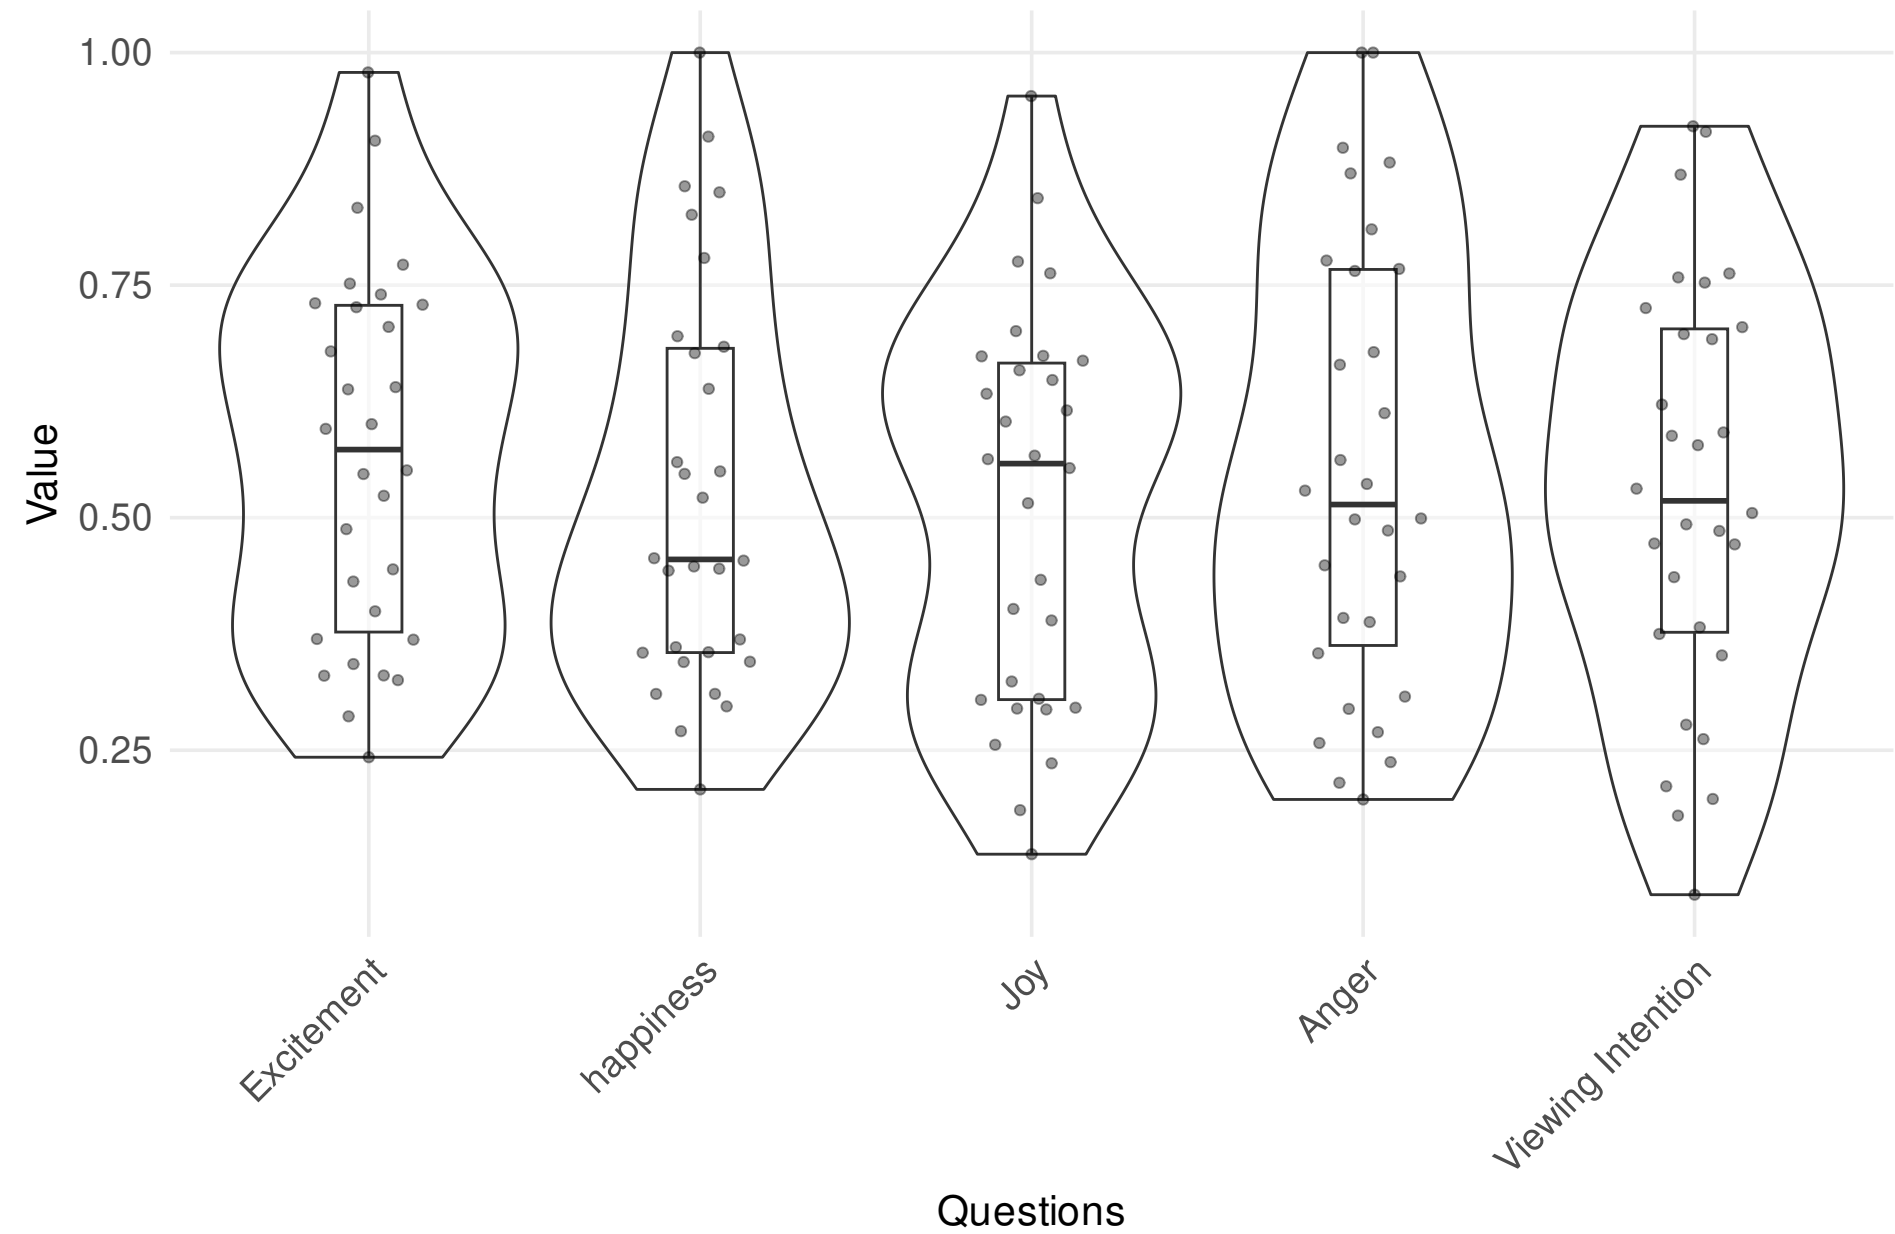 1.00
0.75
0.50
0.25
Value
Excitement
happiness
Joy
Anger
Viewing Intention
Questions